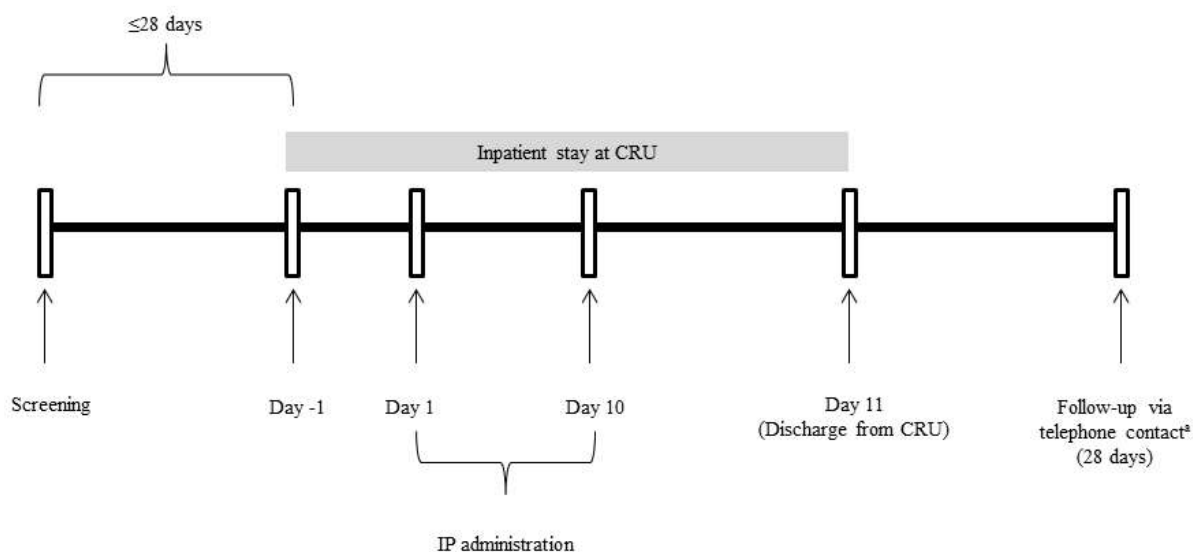 ≤28 days
Inpatient stay at CRU
Screening
Day -1
Day 1
Day 10
Day 11
(Discharge from CRU)
Follow-up via
telephone contactᵃ
(28 days)
IP administration